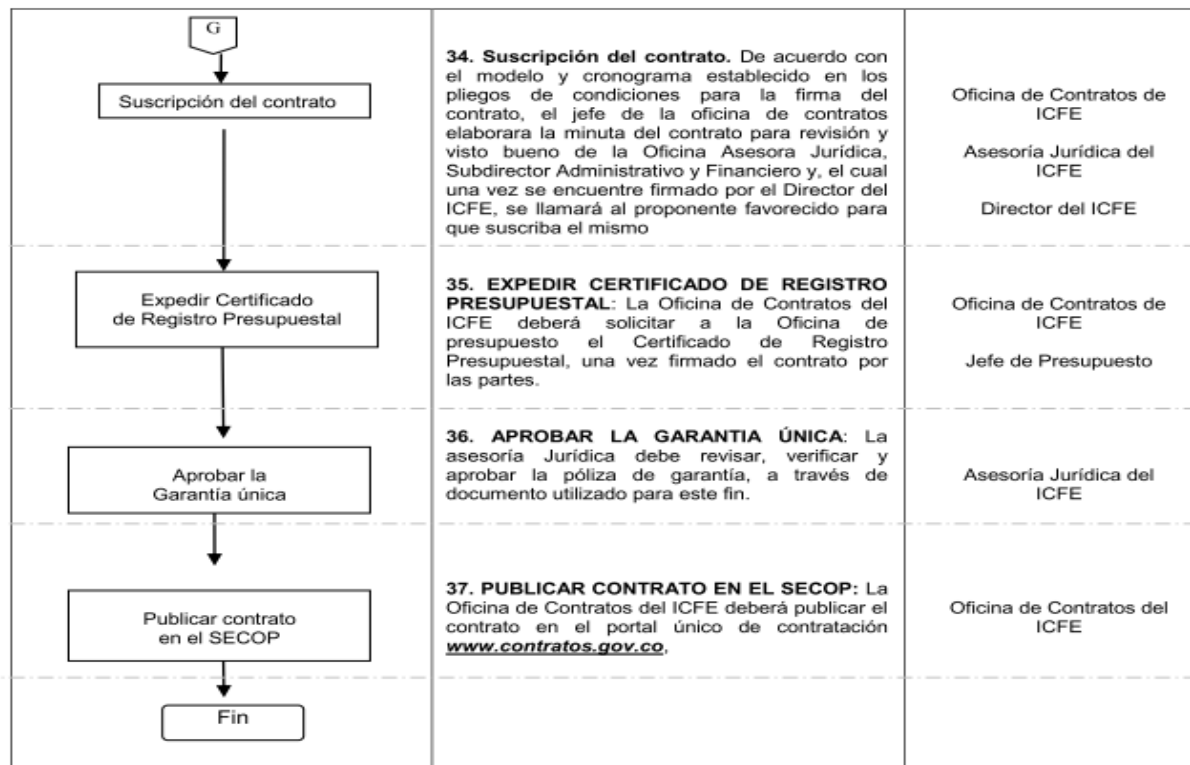 G
Suscripción del contrato
34. Suscripción del contrato. De acuerdo con
el modelo y cronograma establecido en los
pliegos de condiciones para la firma del
contrato, el jefe de la oficina de contratos
elaborara la minuta del contrato para revisión y
visto bueno de la Oficina Asesora Jurídica,
Subdirector Administrativo y Financiero y, el cual
una vez se encuentre firmado por el Director del
ICFE, se llamará al proponente favorecido para
que suscriba el mismo
Oficina de Contratos de
ICFE
Asesoría Jurídica del
ICFE
Director del ICFE
Expedir Certificado
de Registro Presupuestal
35. EXPEDIR CERTIFICADO DE REGISTRO
PRESUPUESTAL: La Oficina de Contratos del
ICFE deberá solicitar a la Oficina de
presupuesto el Certificado de Registro
Presupuestal, una vez firmado el contrato por
las partes.
Oficina de Contratos de
ICFE
Jefe de Presupuesto
Aprobar la
Garantía única
36. APROBAR LA GARANTIA ÚNICA: La
asesoría Jurídica debe revisar, verificar y
aprobar la póliza de garantía, a través de
documento utilizado para este fin.
Asesoría Jurídica del
ICFE
Publicar contrato
en el SECOP
37. PUBLICAR CONTRATO EN EL SECOP: La
Oficina de Contratos del ICFE deberá publicar el
contrato en el portal único de contratación
www.contratos.gov.co,
Oficina de Contratos del
ICFE
Fin